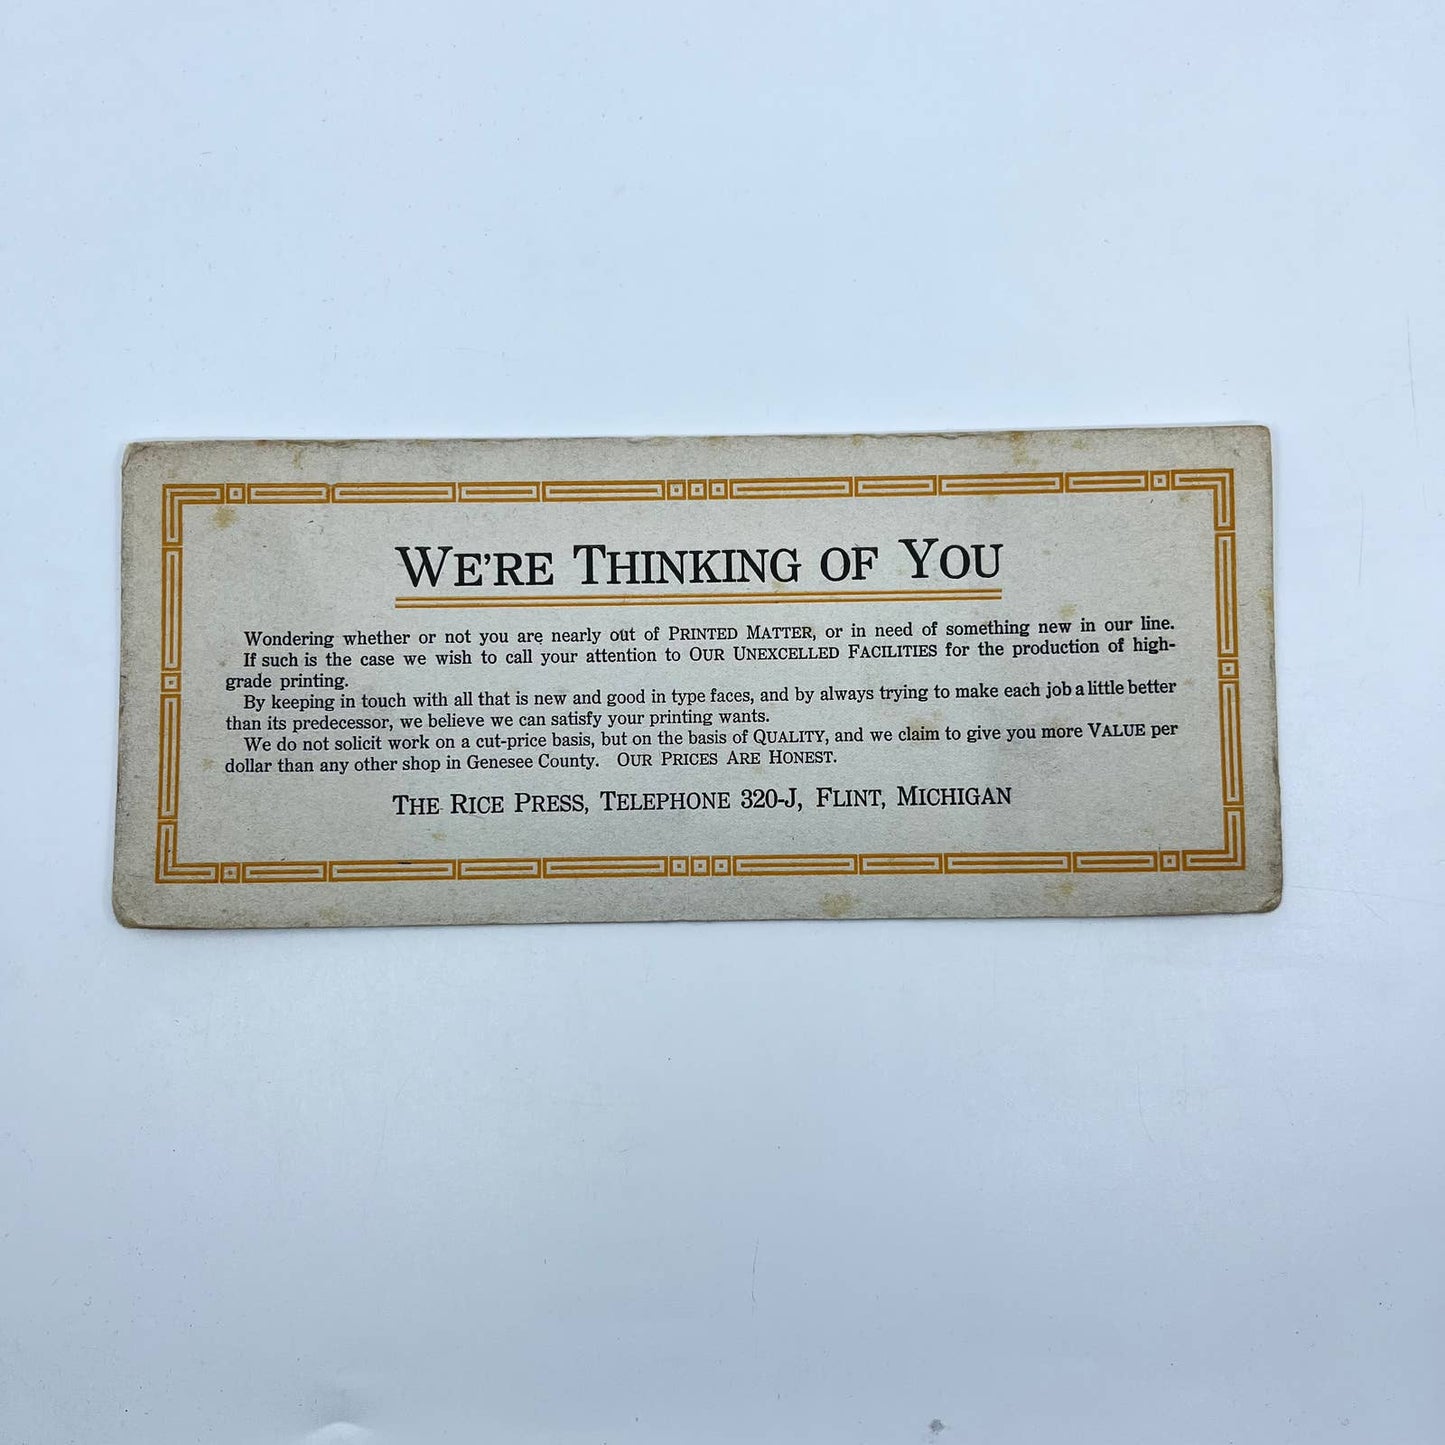 WE'RE THINKING OF YOU
Wondering whether or not you are nearly out of PRINTED MATTER, or in need of something new in our line.
If such is the case we wish to call your attention to OUR UNEXCELLED FACILITIES for the production of high-
grade printing.
By keeping in touch with all that is new and good in type faces, and by always trying to make each job a little better
than its predecessor, we believe we can satisfy your printing wants.
We do not solicit work on a cut-price basis, but on the basis of QUALITY, and we claim to give you more VALUE per
dollar than any other shop in Genesee County. OUR PRICES ARE HONEST.
THE RICE PRESS, TELEPHONE 320-J, FLINT, MICHIGAN